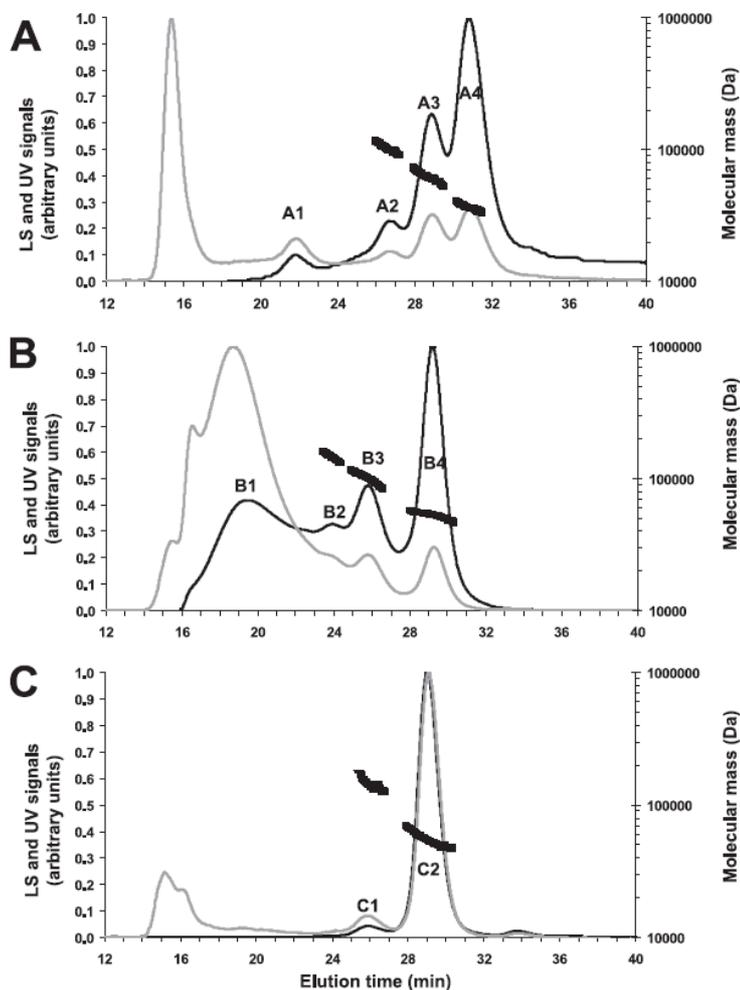 A
LS and UV signals
(arbitrary units)
1.0
0.9
0.8
0.7
0.6
0.5
0.4
0.3
0.2
0.1
0.0
A1
A2
A3
A4
1000000
100000
10000
Molecular mass (Da)
12 16 20 24 28 32 36 40
B
LS and UV signals
(arbitrary units)
1.0
0.9
0.8
0.7
0.6
0.5
0.4
0.3
0.2
0.1
0.0
B1
B2
B3
B4
1000000
100000
10000
Molecular mass (Da)
12 16 20 24 28 32 36 40
C
LS and UV signals
(arbitrary units)
1.0
0.9
0.8
0.7
0.6
0.5
0.4
0.3
0.2
0.1
0.0
C1
C2
1000000
100000
10000
Molecular mass (Da)
12 16 20 24 28 32 36 40
Elution time (min)